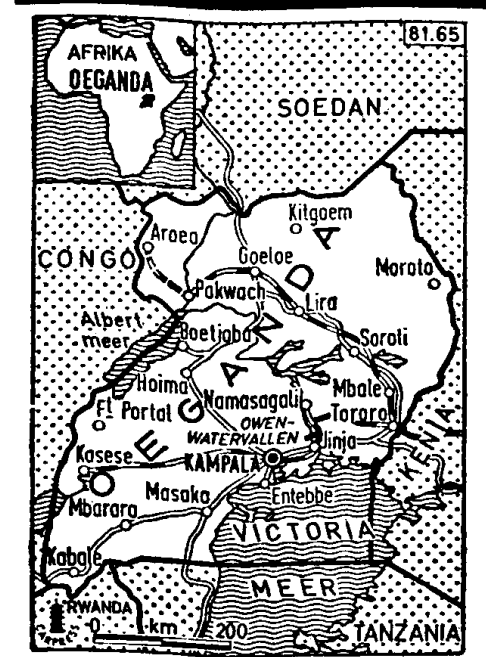 81.65
AFRIKA
OEGANDA
SOEDAN
Kitgoem
Aroea
CONGO
Goeloe
Moroto
Pakwach
Lira
Albert
meer
Boetiaba
Soroti
Hoima
Mbale
Ft Portal
Namasagali
Tororo
OWEN-
WATERVALLEN
Jinja
KENIA
Kasese
KAMPALA
OEGANDA
Entebbe
Masaka
Mbarara
VICTORIA
MEER
Kabale
RWANDA
CARPRESS
0 km 200
TANZANIA